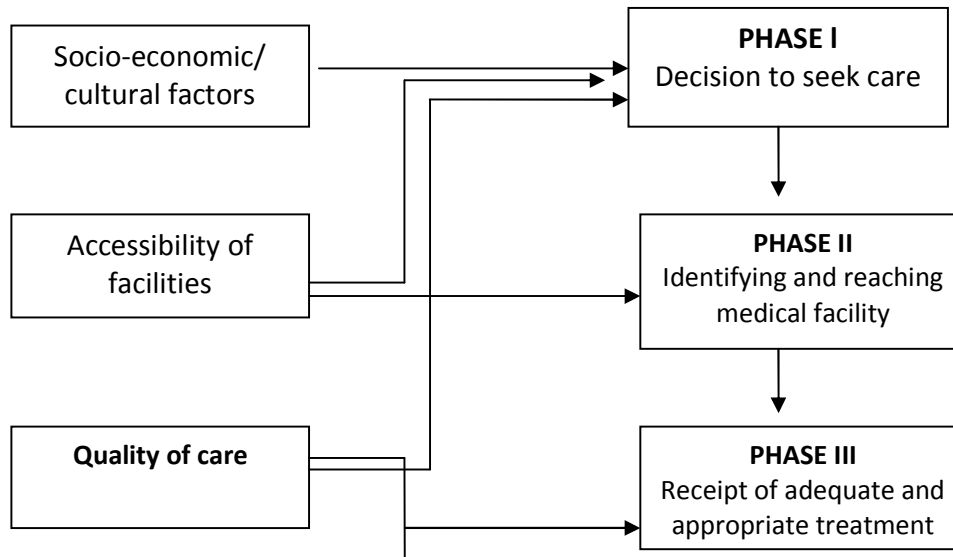 Socio-economic/
cultural factors
PHASE I
Decision to seek care
Accessibility of
facilities
PHASE II
Identifying and reaching
medical facility
Quality of care
PHASE III
Receipt of adequate and
appropriate treatment